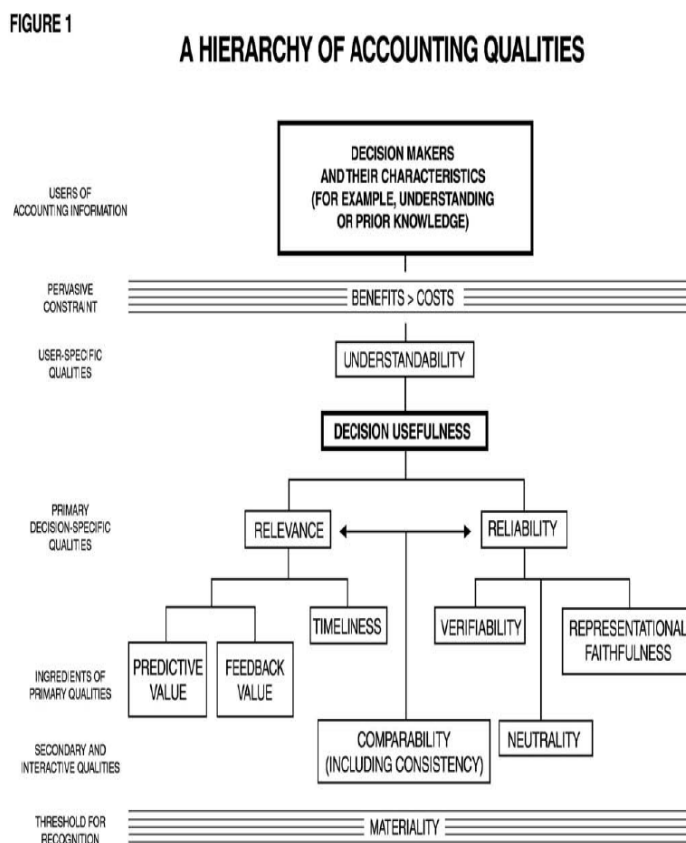 FIGURE 1
A HIERARCHY OF ACCOUNTING QUALITIES
USERS OF
ACCOUNTING INFORMATION
DECISION MAKERS
AND THEIR CHARACTERISTICS
(FOR EXAMPLE, UNDERSTANDING
OR PRIOR KNOWLEDGE)
PERVASIVE
CONSTRAINT
BENEFITS > COSTS
USER-SPECIFIC
QUALITIES
UNDERSTANDABILITY
DECISION USEFULNESS
PRIMARY
DECISION-SPECIFIC
QUALITIES
RELEVANCE
RELIABILITY
TIMELINESS
VERIFIABILITY
REPRESENTATIONAL
FAITHFULNESS
INGREDIENTS OF
PRIMARY QUALITIES
PREDICTIVE
VALUE
FEEDBACK
VALUE
SECONDARY AND
INTERACTIVE QUALITIES
COMPARABILITY
(INCLUDING CONSISTENCY)
NEUTRALITY
THRESHOLD FOR
RECOGNITION
MATERIALITY